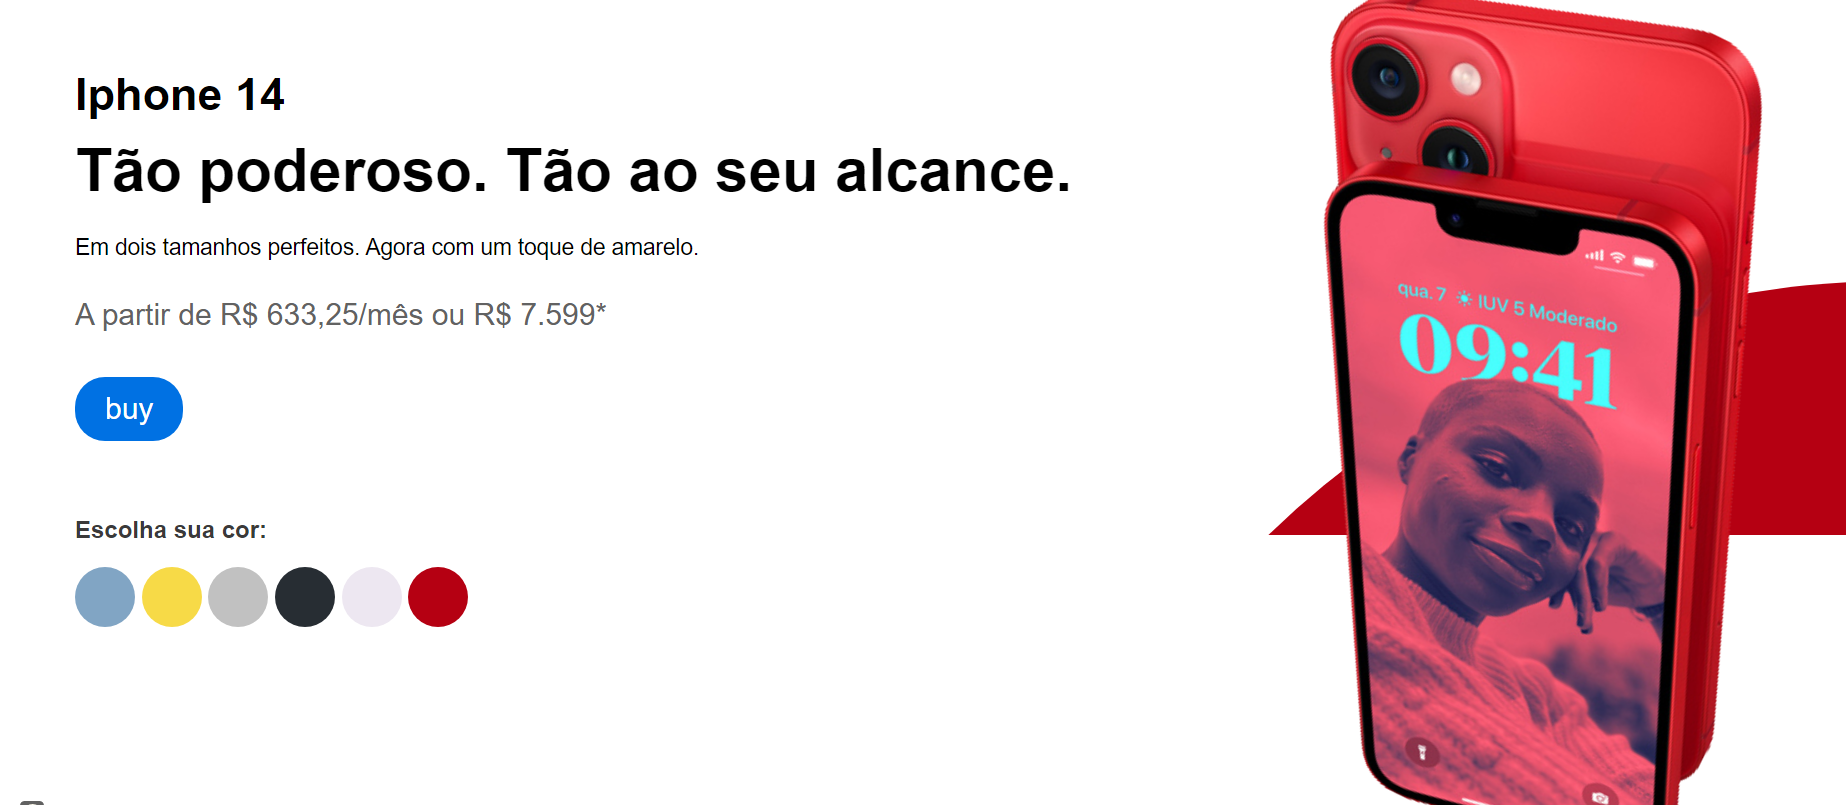 Iphone 14
Tão poderoso. Tão ao seu alcance.
Em dois tamanhos perfeitos. Agora com um toque de amarelo.
A partir de R$ 633,25/mês ou R$ 7.599*
buy
Escolha sua cor:
qua. 7 IUV 5 Moderado
09:41